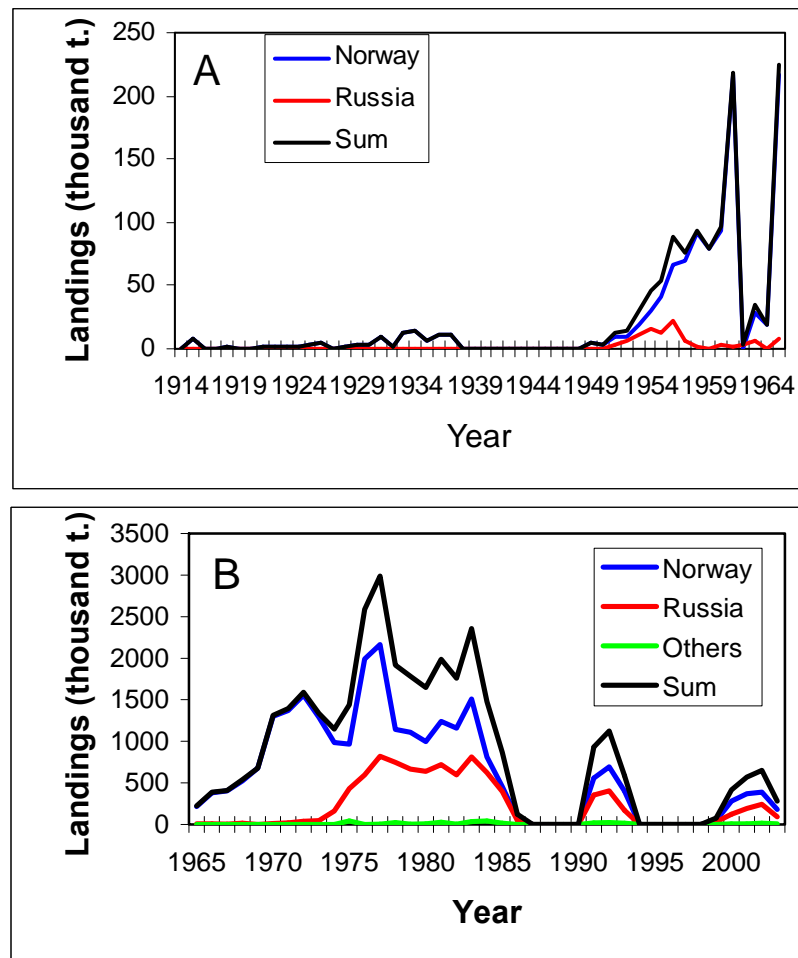 A
Norway
Russia
Sum
Landings (thousand t.)
250
200
150
100
50
0
1914 1919 1924 1929 1934 1939 1944 1949 1954 1959 1964
Year
B
Norway
Russia
Others
Sum
Landings (thousand t.)
3500
3000
2500
2000
1500
1000
500
0
1965 1970 1975 1980 1985 1990 1995 2000
Year